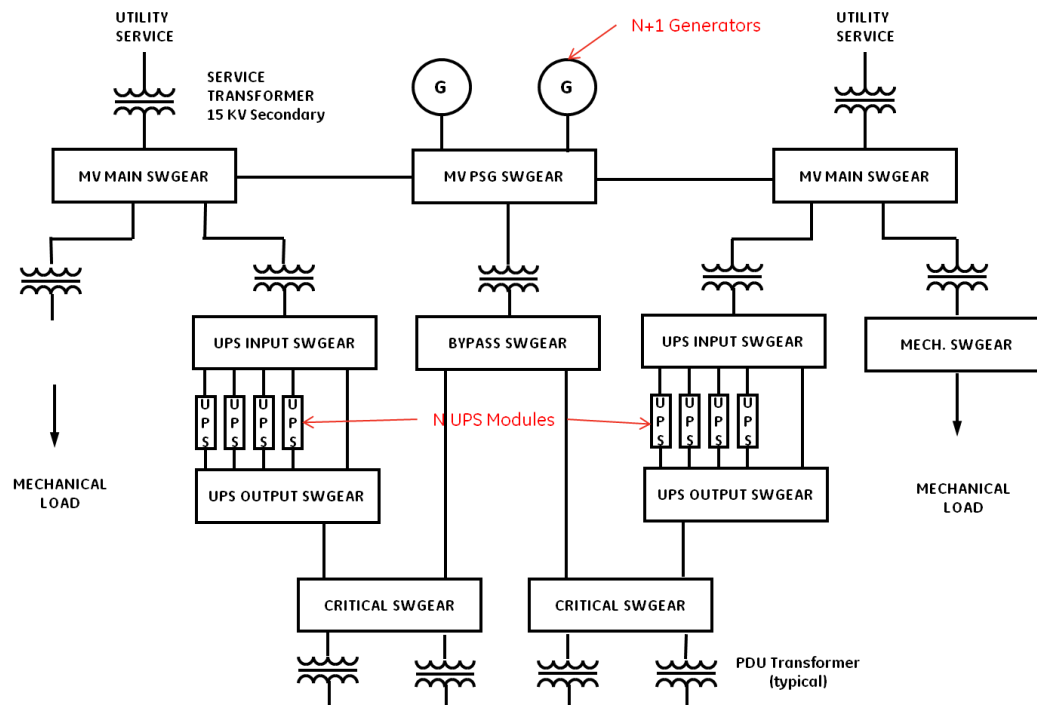 UTILITY
SERVICE
N+1 Generators
UTILITY
SERVICE
SERVICE
TRANSFORMER
15 KV Secondary
G
G
MV MAIN SWGEAR
MV PSG SWGEAR
MV MAIN SWGEAR
UPS INPUT SWGEAR
BYPASS SWGEAR
UPS INPUT SWGEAR
MECH. SWGEAR
UPS
UPS
UPS
UPS
N UPS Modules
UPS
UPS
UPS
UPS
MECHANICAL
LOAD
UPS OUTPUT SWGEAR
UPS OUTPUT SWGEAR
MECHANICAL
LOAD
CRITICAL SWGEAR
CRITICAL SWGEAR
PDU Transformer
(typical)